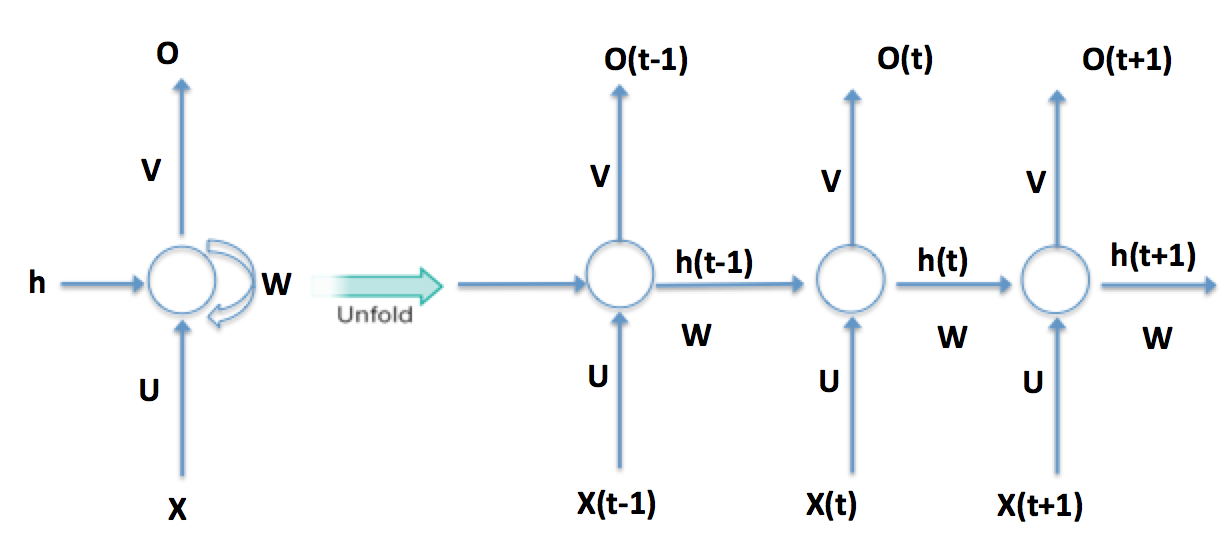 O
V
h
W
U
X
Unfold
O(t-1)
O(t)
O(t+1)
V
V
V
h(t-1)
h(t)
h(t+1)
W
W
W
U
U
U
X(t-1)
X(t)
X(t+1)